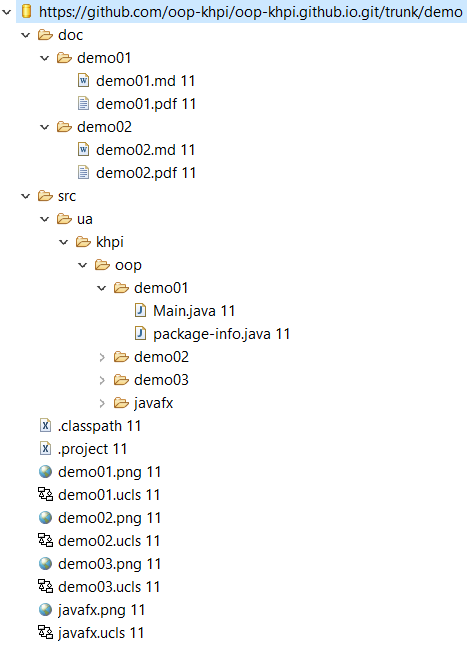 https://github.com/oop-khpi/oop-khpi.github.io.git/trunk/demo
doc
demo01
demo01.md 11
demo01.pdf 11
demo02
demo02.md 11
demo02.pdf 11
src
ua
khpi
oop
demo01
Main.java 11
package-info.java 11
demo02
demo03
javafx
.classpath 11
.project 11
demo01.png 11
demo01.ucls 11
demo02.png 11
demo02.ucls 11
demo03.png 11
demo03.ucls 11
javafx.png 11
javafx.ucls 11